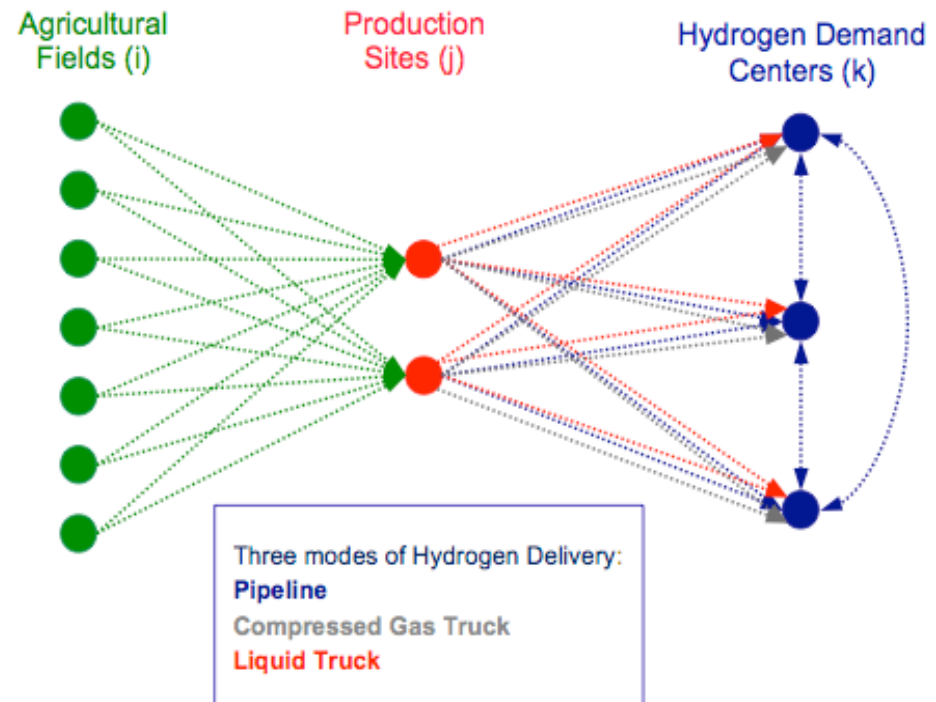 Agricultural
Fields (i)
Production
Sites (j)
Hydrogen Demand
Centers (k)
Three modes of Hydrogen Delivery:
Pipeline
Compressed Gas Truck
Liquid Truck